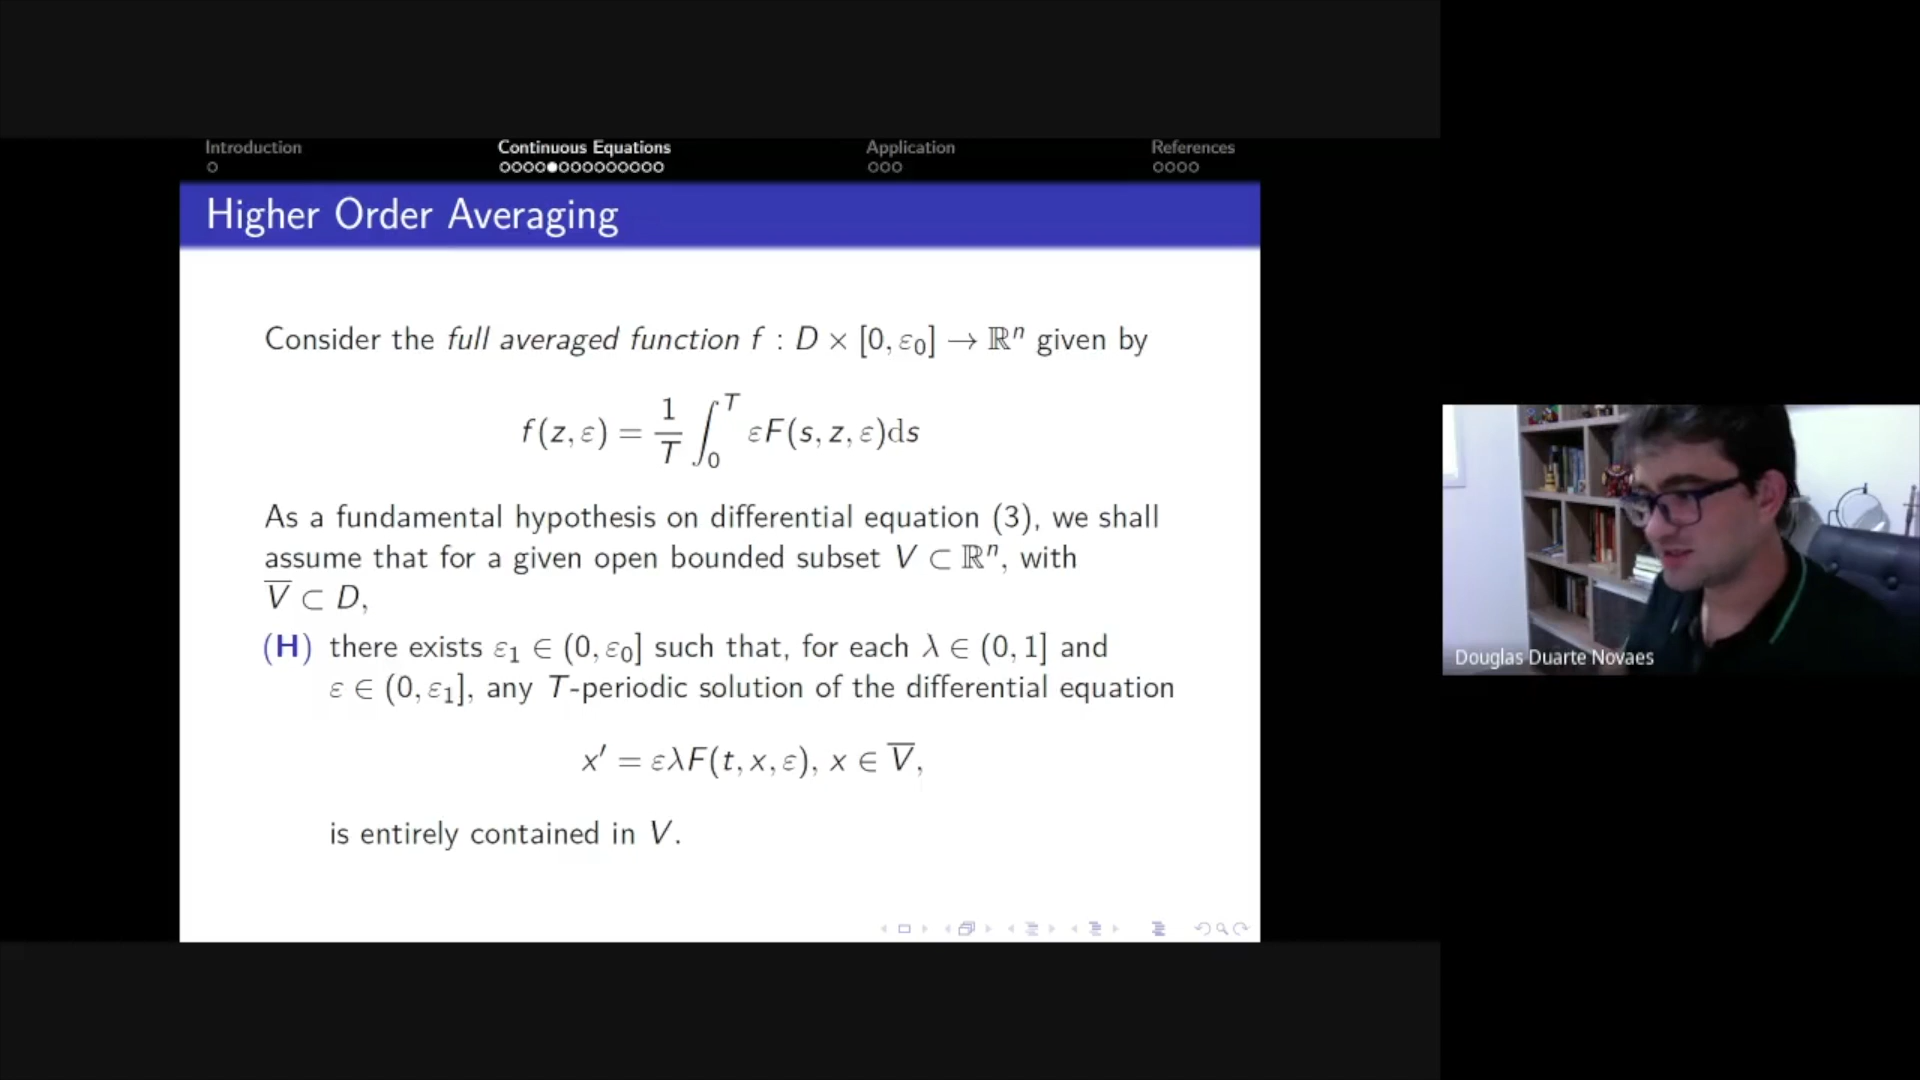 Introduction Continuous Equations Application References
Higher Order Averaging
Consider the full averaged function f : D × [0, ε₀] → ℝⁿ given by
f(z, ε) = 1/T ∫₀ᵀ εF(s, z, ε)ds
As a fundamental hypothesis on differential equation (3), we shall
assume that for a given open bounded subset V ⊂ ℝⁿ, with
V̅ ⊂ D,
(H) there exists ε₁ ∈ (0, ε₀] such that, for each λ ∈ (0, 1] and
ε ∈ (0, ε₁], any T-periodic solution of the differential equation
x′ = ελF(t, x, ε), x ∈ V̅,
is entirely contained in V.
Douglas Duarte Novaes